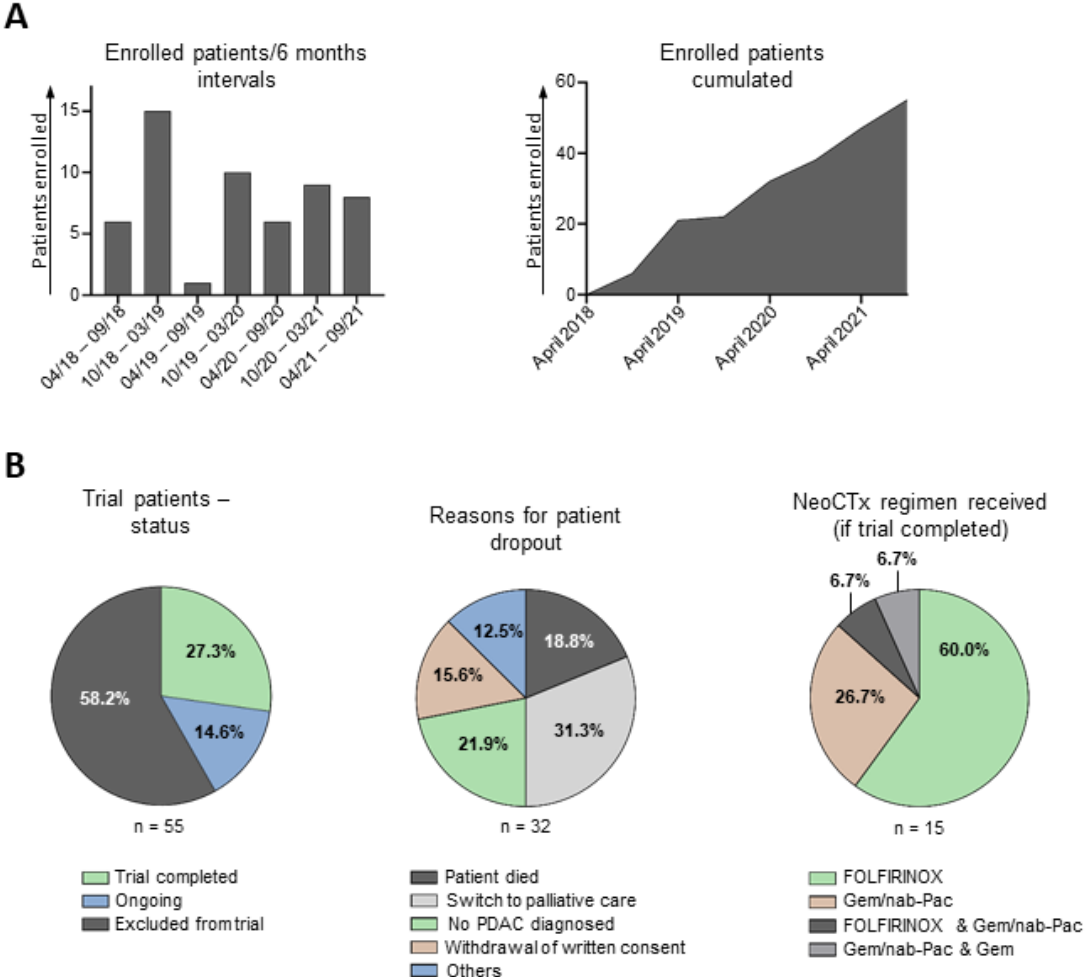 A
Enrolled patients/6 months
intervals
Patients enrolled
15
10
5
0
04/18 – 09/18
10/18 – 03/19
04/19 – 09/19
10/19 – 03/20
04/20 – 09/20
10/20 – 03/21
04/21 – 09/21
Enrolled patients
cumulated
Patients enrolled
60
40
20
0
April 2018
April 2019
April 2020
April 2021
B
Trial patients –
status
27.3%
58.2%
14.6%
n = 55
Trial completed
Ongoing
Excluded from trial
Reasons for patient
dropout
12.5%
18.8%
15.6%
31.3%
21.9%
n = 32
Patient died
Switch to palliative care
No PDAC diagnosed
Withdrawal of written consent
Others
NeoCTx regimen received
(if trial completed)
6.7%
6.7%
60.0%
26.7%
n = 15
FOLFIRINOX
Gem/nab-Pac
FOLFIRINOX & Gem/nab-Pac
Gem/nab-Pac & Gem